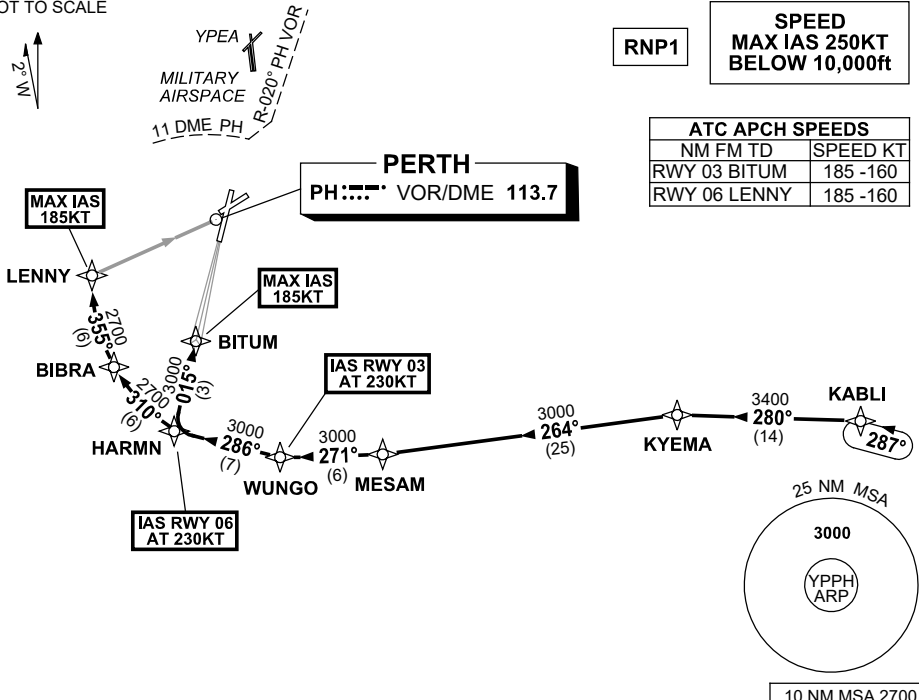 OT TO SCALE
2° W
YPEA
MILITARY
AIRSPACE
11 DME PH
R-020° PH VOR
RNP1
SPEED
MAX IAS 250KT
BELOW 10,000ft
ATC APCH SPEEDS
NM FM TD SPEED KT
RWY 03 BITUM 185 -160
RWY 06 LENNY 185 -160
PERTH
PH VOR/DME 113.7
MAX IAS
185KT
LENNY
MAX IAS
185KT
BITUM
2700
355°
(6)
BIBRA
3000
015°
(3)
2700
310°
(6)
HARMN
IAS RWY 03
AT 230KT
3000
286°
(7)
WUNGO
3000
271°
(6)
MESAM
3000
264°
(25)
KYEMA
3400
280°
(14)
KABLI
287°
IAS RWY 06
AT 230KT
25 NM MSA
3000
YPPH
ARP
10 NM MSA 2700